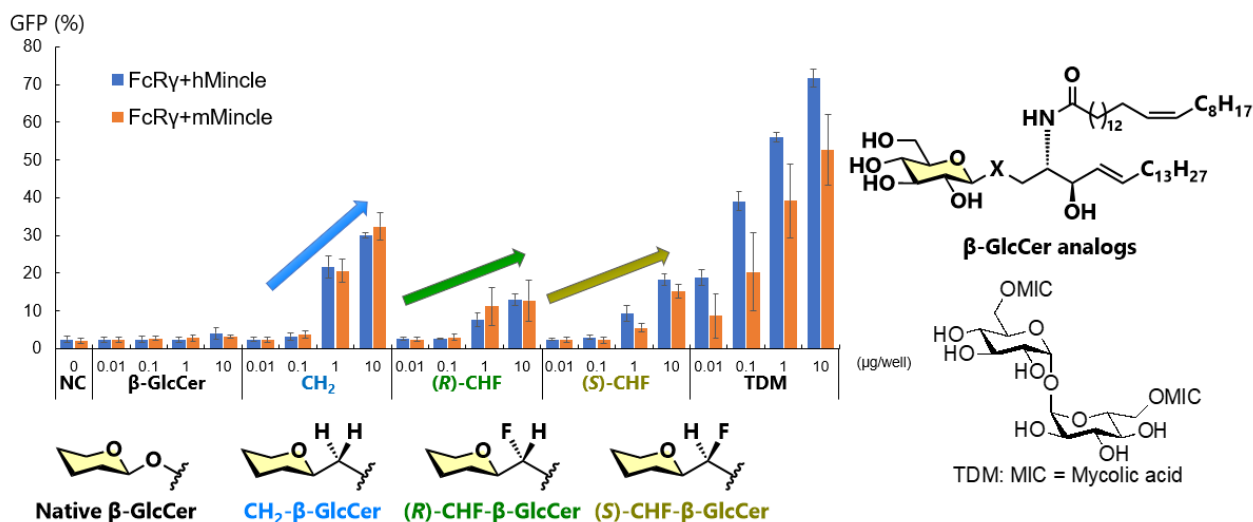 GFP (%)
80
70
60
50
40
30
20
10
0
FcRγ+hMincle
FcRγ+mMincle
0 0.01 0.1 1 10 0.01 0.1 1 10 0.01 0.1 1 10 0.01 0.1 1 10 0.01 0.1 1 10
(μg/well)
NC β-GlcCer CH₂ (R)-CHF (S)-CHF TDM
O
12
C₈H₁₇
HN
HO
HO
HO
O
OH
X
OH
C₁₃H₂₇
β-GlcCer analogs
OMIC
HO
HO
O
HO
O
OMIC
O
HO
HO
OH
TDM: MIC = Mycolic acid
O
O
Native β-GlcCer
H H
O
CH₂-β-GlcCer
F H
O
(R)-CHF-β-GlcCer
H F
O
(S)-CHF-β-GlcCer